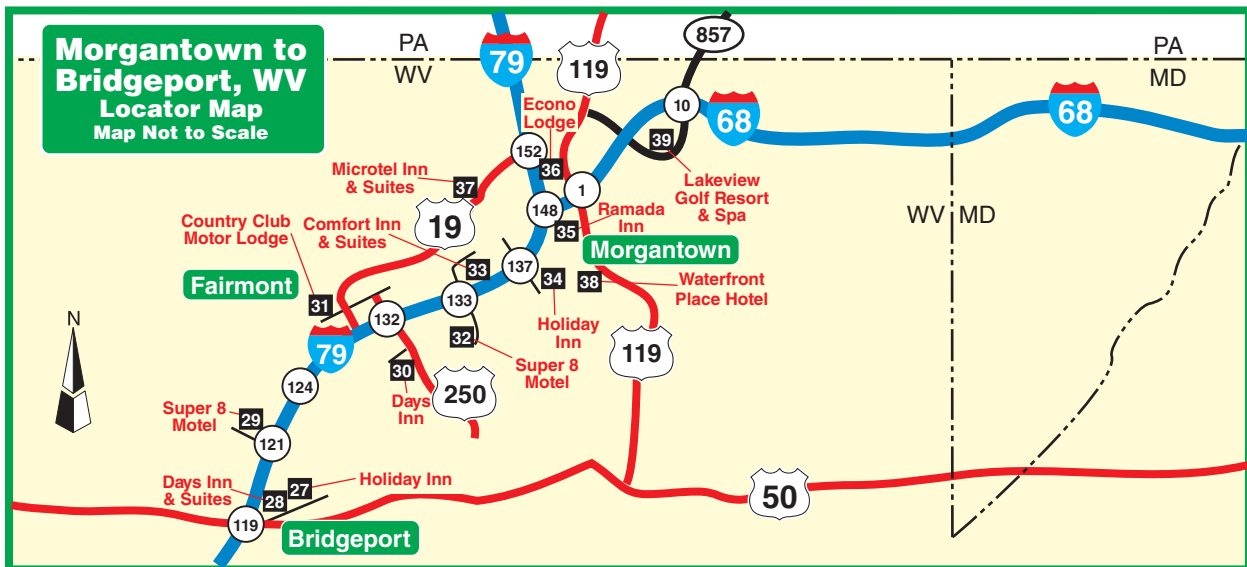 Morgantown to
Bridgeport, WV
Locator Map
Map Not to Scale
PA
WV
79
119
857
PA
MD
68
68
10
Econo
Lodge
152
36
39
Lakeview
Golf Resort
& Spa
Microtel Inn
& Suites
37
1
148
35
Ramada
Inn
WV
MD
19
Country Club
Motor Lodge
Comfort Inn
& Suites
33
137
34
Morgantown
38
Waterfront
Place Hotel
Fairmont
31
133
132
32
Holiday
Inn
N
79
119
Super 8
Motel
30
Days
Inn
250
124
Super 8
Motel
29
121
Days Inn
& Suites
28
27
Holiday Inn
50
119
Bridgeport